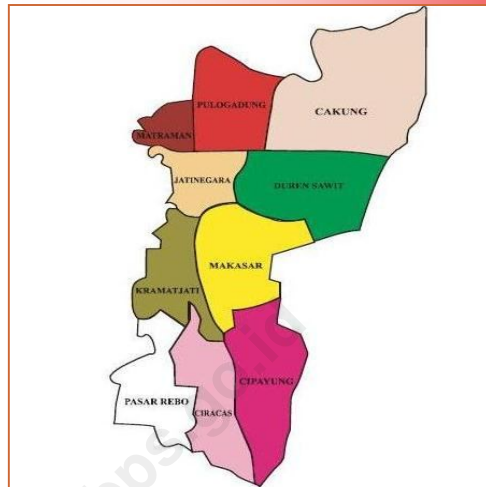 PULOGADUNG
CAKUNG
MATRAMAN
JATINEGARA
DUREN SAWIT
MAKASAR
KRAMATJATI
CIPAYUNG
PASAR REBO
CIRACAS